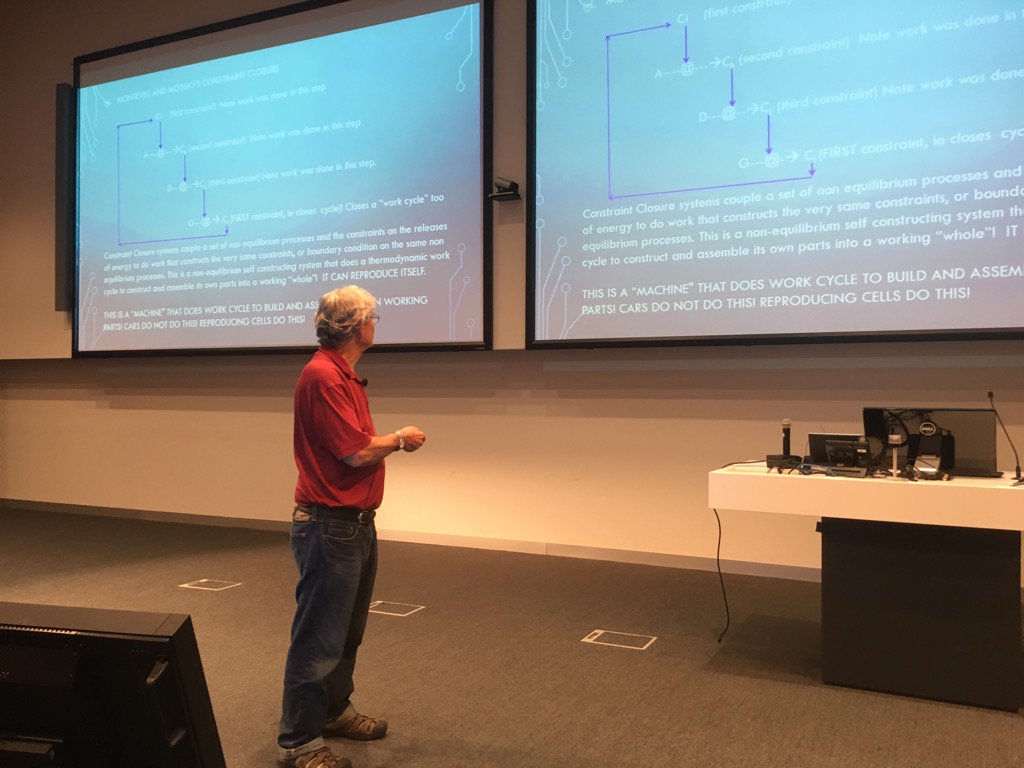 MONTEVILE AND MOSSIO'S CONSTRAINT CLOSURE
Ci (first constraint) Note work was done in this step
A---@---→C (second constraint) Note work was done in this step
D---@---→C (third constraint) Note work was done in this step.
G---@--→ C (FIRST constraint, ie closes cycle)! Closes a "work cycle" too
Constraint Closure systems couple a set of non equilibrium processes and the constraints on the releases
of energy to do work that constructs the very same constraints, or boundary condition on the same non
equilibrium processes. This is a non-equilibrium self constructing system that does a thermodynamic work
cycle to construct and assemble its own parts into a working "whole"! IT CAN REPRODUCE ITSELF.
THIS IS A "MACHINE" THAT DOES WORK CYCLE TO BUILD AND ASSE N WORKING
PARTS! CARS DO NOT DO THIS! REPRODUCING CELLS DO THIS!
Ci (first constraint)
A---@---→C (second constraint) Note work was done in
D---@--→C (third constraint) Note work was done
G---@-→ C (FIRST constraint, ie closes cyc
Constraint Closure systems couple a set of non equilibrium processes and
of energy to do work that constructs the very same constraints, or bounda
equilibrium processes. This is a non-equilibrium self constructing system th
cycle to construct and assemble its own parts into a working "whole"! IT
THIS IS A "MACHINE" THAT DOES WORK CYCLE TO BUILD AND ASSEM
PARTS! CARS DO NOT DO THIS! REPRODUCING CELLS DO THIS!
DELL